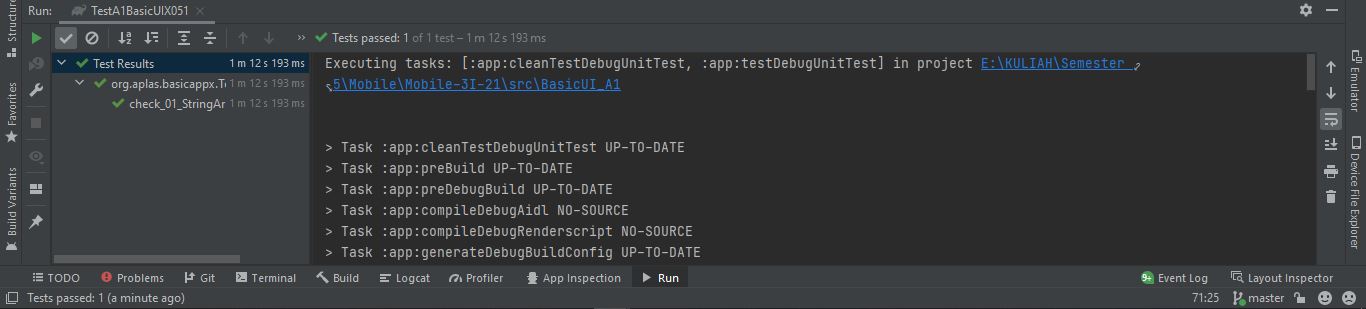 Run:
TestA1BasicUIX051
Tests passed: 1 of 1 test – 1 m 12 s 193 ms
Test Results 1 m 12 s 193 ms
org.aplas.basicappx.Te 1 m 12 s 193 ms
check_01_StringAr 1 m 12 s 193 ms
Executing tasks: [:app:cleanTestDebugUnitTest, :app:testDebugUnitTest] in project E:\KULIAH\Semester
5\Mobile\Mobile-3I-21\src\BasicUI_A1
> Task :app:cleanTestDebugUnitTest UP-TO-DATE
> Task :app:preBuild UP-TO-DATE
> Task :app:preDebugBuild UP-TO-DATE
> Task :app:compileDebugAidl NO-SOURCE
> Task :app:compileDebugRenderscript NO-SOURCE
> Task :app:generateDebugBuildConfig UP-TO-DATE
Structure
Favorites
Build Variants
Emulator
Device File Explorer
TODO Problems Git Terminal Build Logcat Profiler App Inspection Run 9+ Event Log Layout Inspector
Tests passed: 1 (a minute ago) 71:25 master